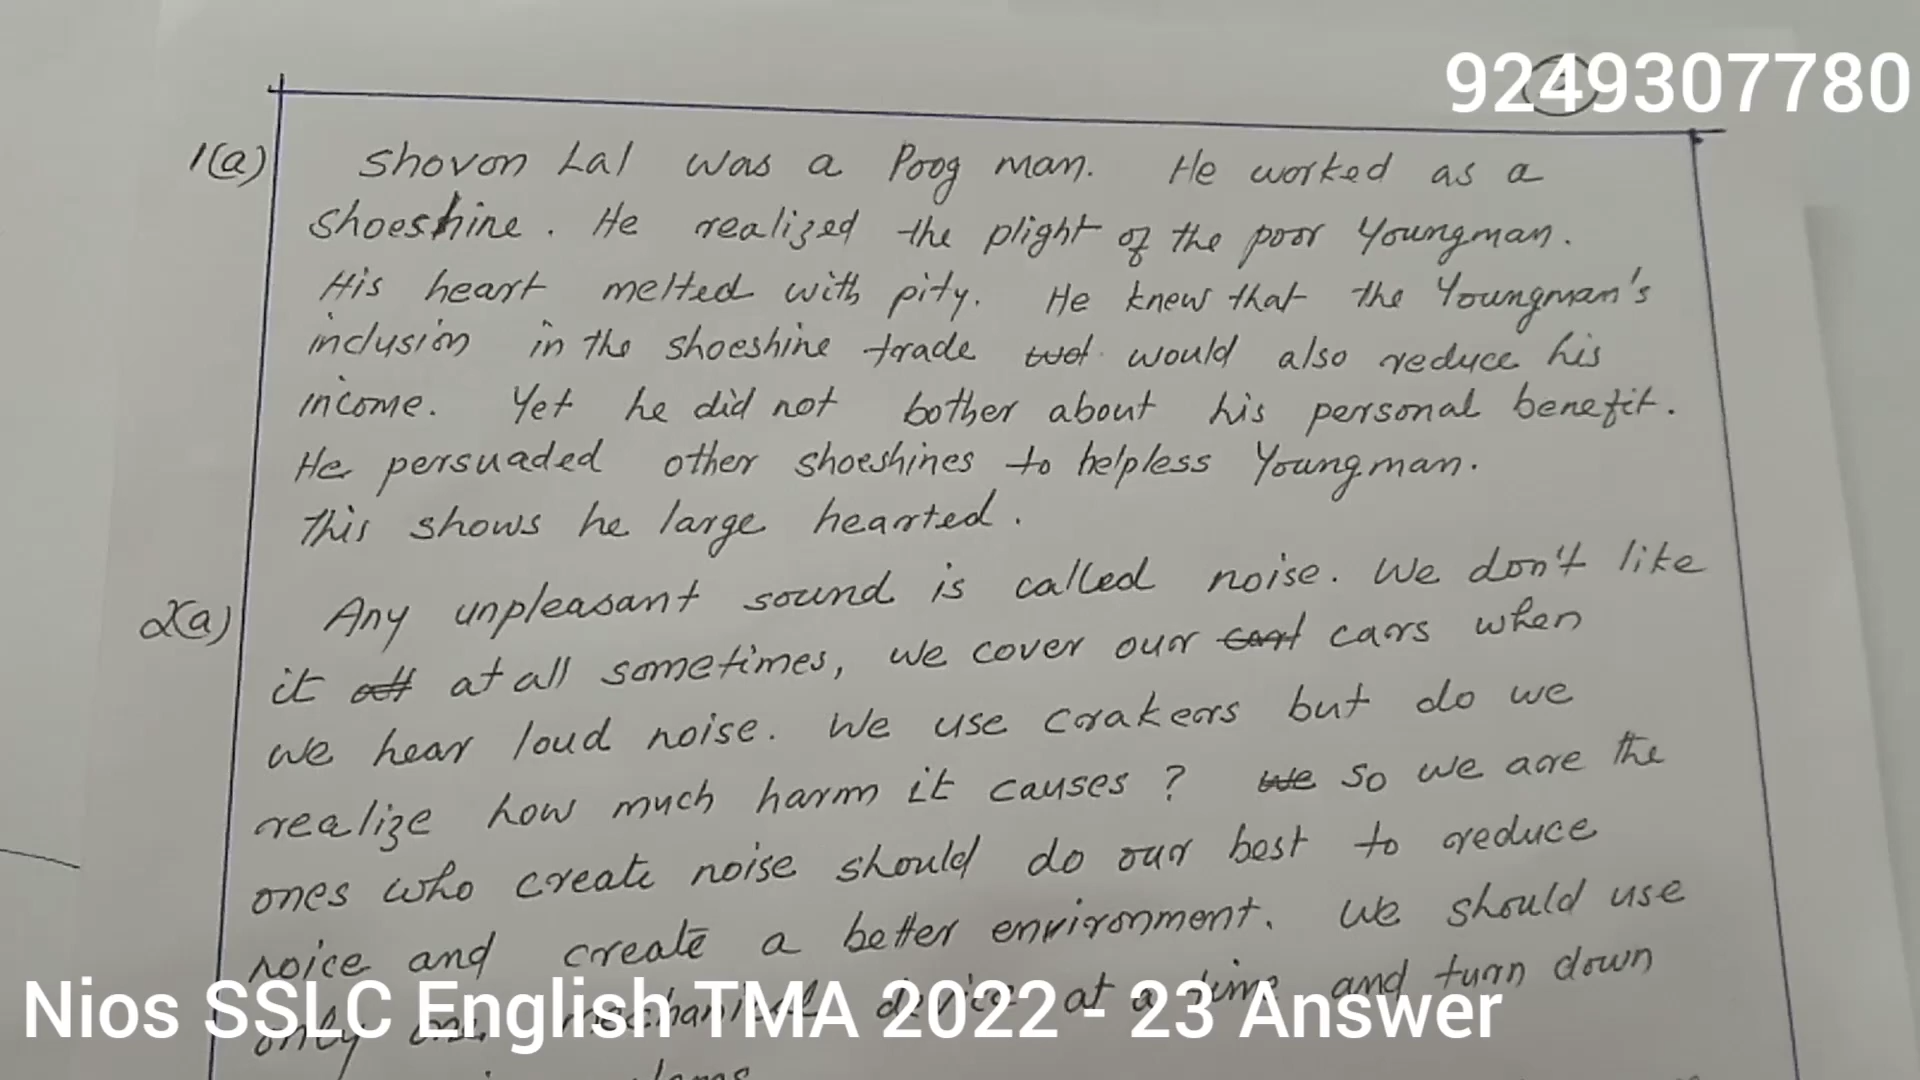 9249307780
1(a) Shovon Lal was a Poog man. He worked as a
shoeshine. He realized the plight of the poor Youngman.
His heart melted with pity. He knew that the Youngman's
inclusion in the shoeshine trade would also reduce his
income. Yet he did not bother about his personal benefit.
He persuaded other shoeshines to helpless Youngman.
This shows he large hearted.
2(a) Any unpleasant sound is called noise. We don't like
it at all sometimes, we cover our cars when
we hear loud noise. We use crakers but do we
realize how much harm it causes? we so we are the
ones who create noise should do our best to reduce
noice and create a better environment. We should use
only mechanical device at a time and turn down
Nios SSLC English TMA 2022 - 23 Answer